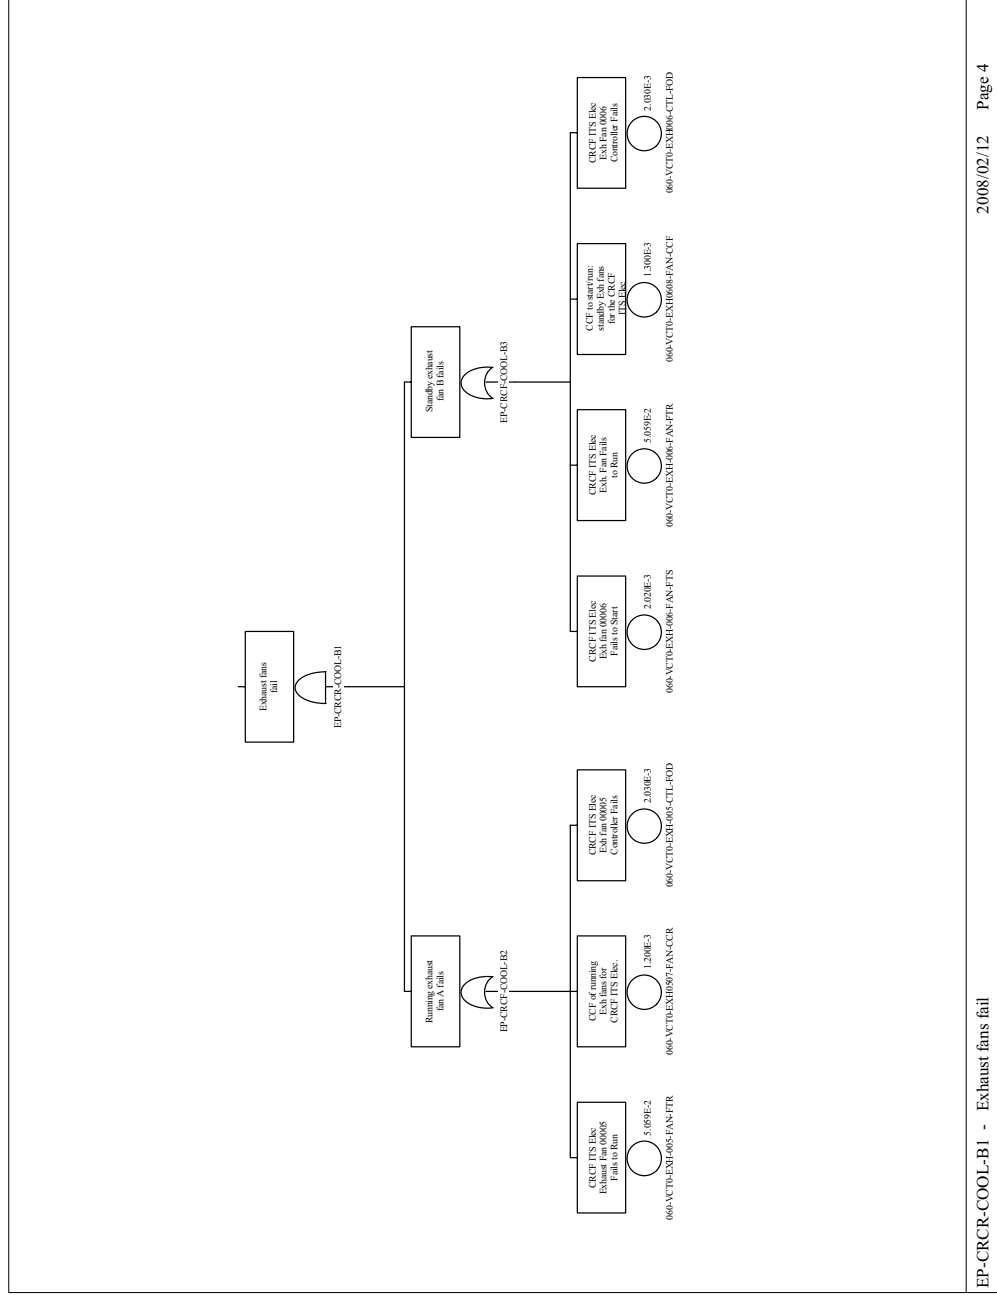 Exhaust fans
fail
EP-CRCR-COOL-B1
Running exhaust
fan A fails
EP-CRCF-COOL-B2
Standby exhaust
fan B fails
EP-CRCF-COOL-B3
CRCF ITS Elec
Exhaust Fan 00005
Fails to Run
5.059E-2
060-VCT0-EXH-005-FAN-FTR
CCF of running
Exh fans for
CRCF ITS Elec.
1.200E-3
060-VCT0-EXH0507-FAN-CCR
CRCF ITS Elec
Exh fan 00005
Controller Fails
2.030E-3
060-VCT0-EXH-005-CTL-FOD
CRCF ITS Elec
Exh fan 00006
Fails to Start
2.020E-3
060-VCT0-EXH-006-FAN-FTS
CRCF ITS Elec
Exh. Fan Fails
to Run
5.059E-2
060-VCT0-EXH-006-FAN-FTR
CCF to start/run:
standby Exh fans
for the CRCF
ITS Elec
1.300E-3
060-VCT0-EXH0608-FAN-CCF
CRCF ITS Elec
Exh Fan 0006
Controller Fails
2.030E-3
060-VCT0-EXH006-CTL-FOD
EP-CRCR-COOL-B1 - Exhaust fans fail
2008/02/12 Page 4